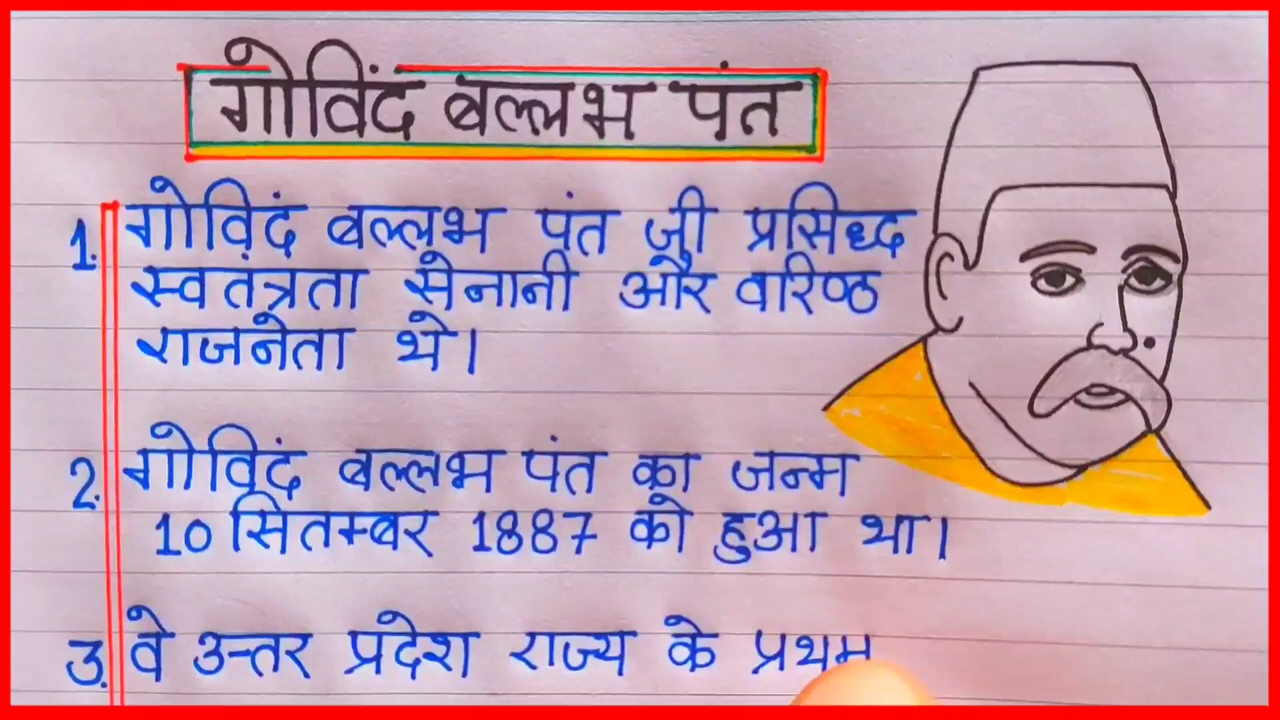 गोविंद बल्लभ पंत
1. गोविंद बल्लभ पंत जी प्रसिध्द
स्वतंत्रता सेनानी और वरिष्ठ
राजनेता थे।
2. गोविंद बल्लभ पंत का जन्म
10 सितम्बर 1887 को हुआ था।
3. वे उत्तर प्रदेश राज्य के प्रथम